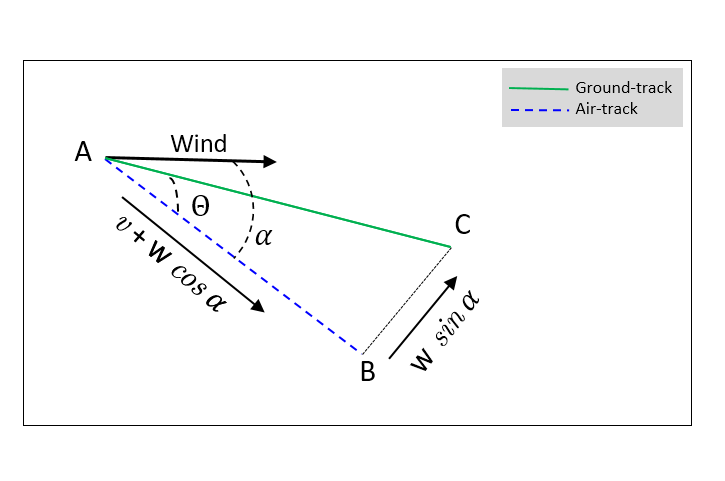 Ground-track
Air-track
Wind
A
Θ
α
C
v + w cos α
w sin α
B